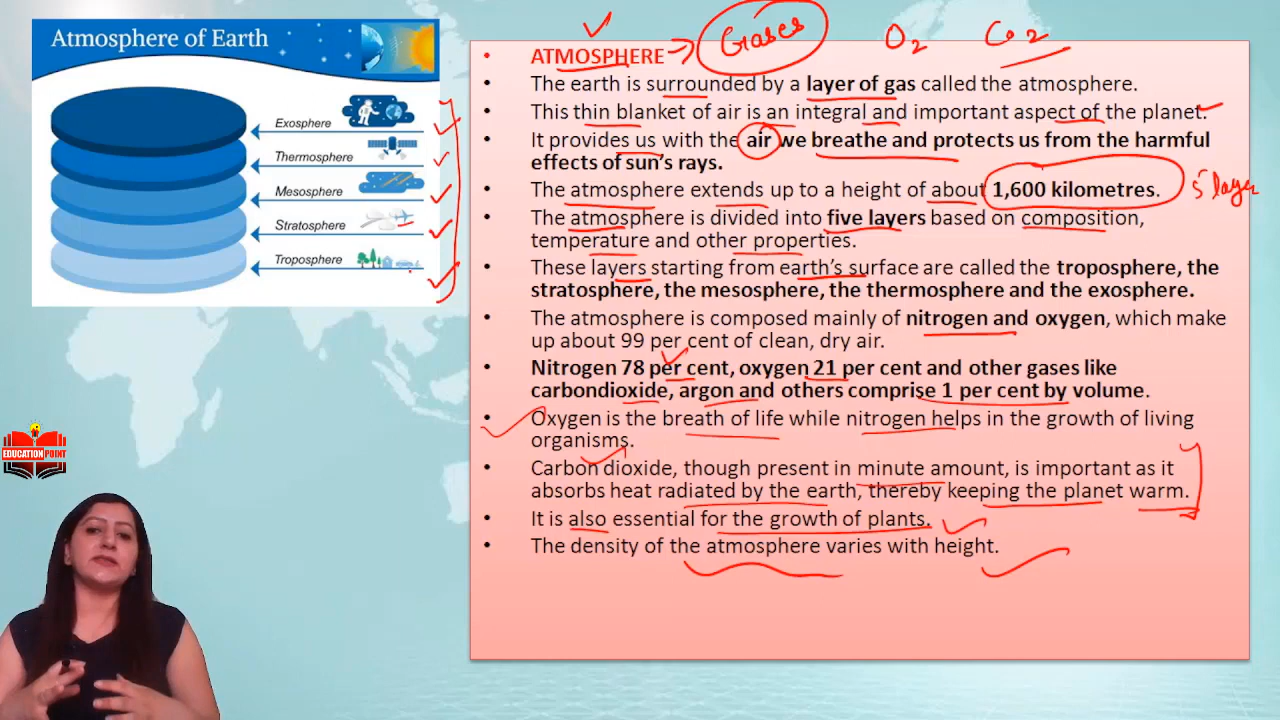 Atmosphere of Earth
Exosphere
Thermosphere
Mesosphere
Stratosphere
Troposphere
EDUCATION POINT
• ATMOSPHERE → Gases O2 Co2
• The earth is surrounded by a layer of gas called the atmosphere.
• This thin blanket of air is an integral and important aspect of the planet.
• It provides us with the air we breathe and protects us from the harmful
effects of sun's rays.
• The atmosphere extends up to a height of about 1,600 kilometres. 5 layer
• The atmosphere is divided into five layers based on composition,
temperature and other properties.
• These layers starting from earth's surface are called the troposphere, the
stratosphere, the mesosphere, the thermosphere and the exosphere.
• The atmosphere is composed mainly of nitrogen and oxygen, which make
up about 99 per cent of clean, dry air.
• Nitrogen 78 per cent, oxygen 21 per cent and other gases like
carbondioxide, argon and others comprise 1 per cent by volume.
• Oxygen is the breath of life while nitrogen helps in the growth of living
organisms.
• Carbon dioxide, though present in minute amount, is important as it
absorbs heat radiated by the earth, thereby keeping the planet warm.
• It is also essential for the growth of plants.
• The density of the atmosphere varies with height.